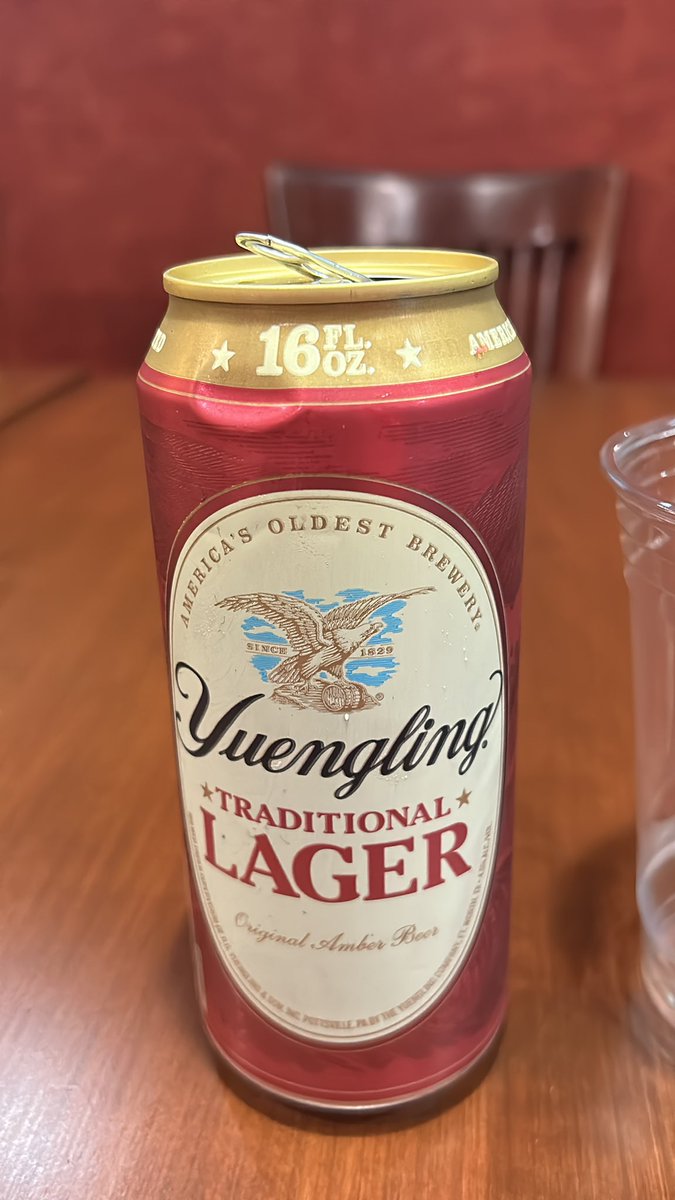 16 FL. OZ.
AMERICA'S OLDEST BREWERY®
SINCE 1829
Yuengling®
TRADITIONAL
LAGER
Original Amber Beer